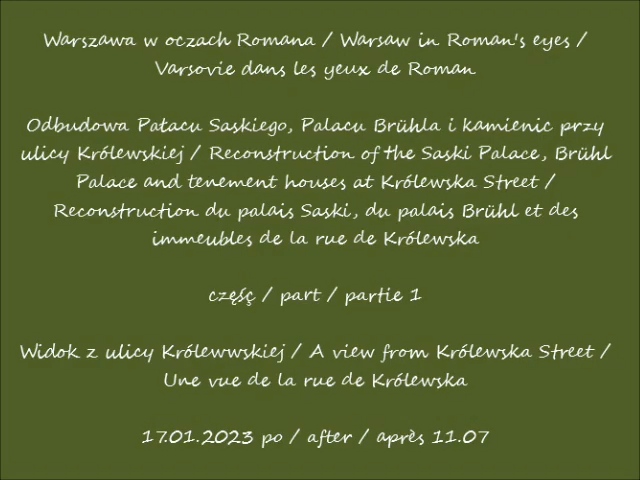 Warszawa w oczach Romana / Warsaw in Roman's eyes /
Varsovie dans les yeux de Roman
Odbudowa Pałacu Saskiego, Palacu Brühla i kamienic przy
ulicy Królewskiej / Reconstruction of the Saski Palace, Brühl
Palace and tenement houses at Królewska Street /
Reconstruction du palais Saski, du palais Brühl et des
immeubles de la rue de Królewska
częśç / part / partie 1
Widok z ulicy Królewwskiej / A view from Królewska Street /
Une vue de la rue de Królewska
17.01.2023 po / after / après 11.07